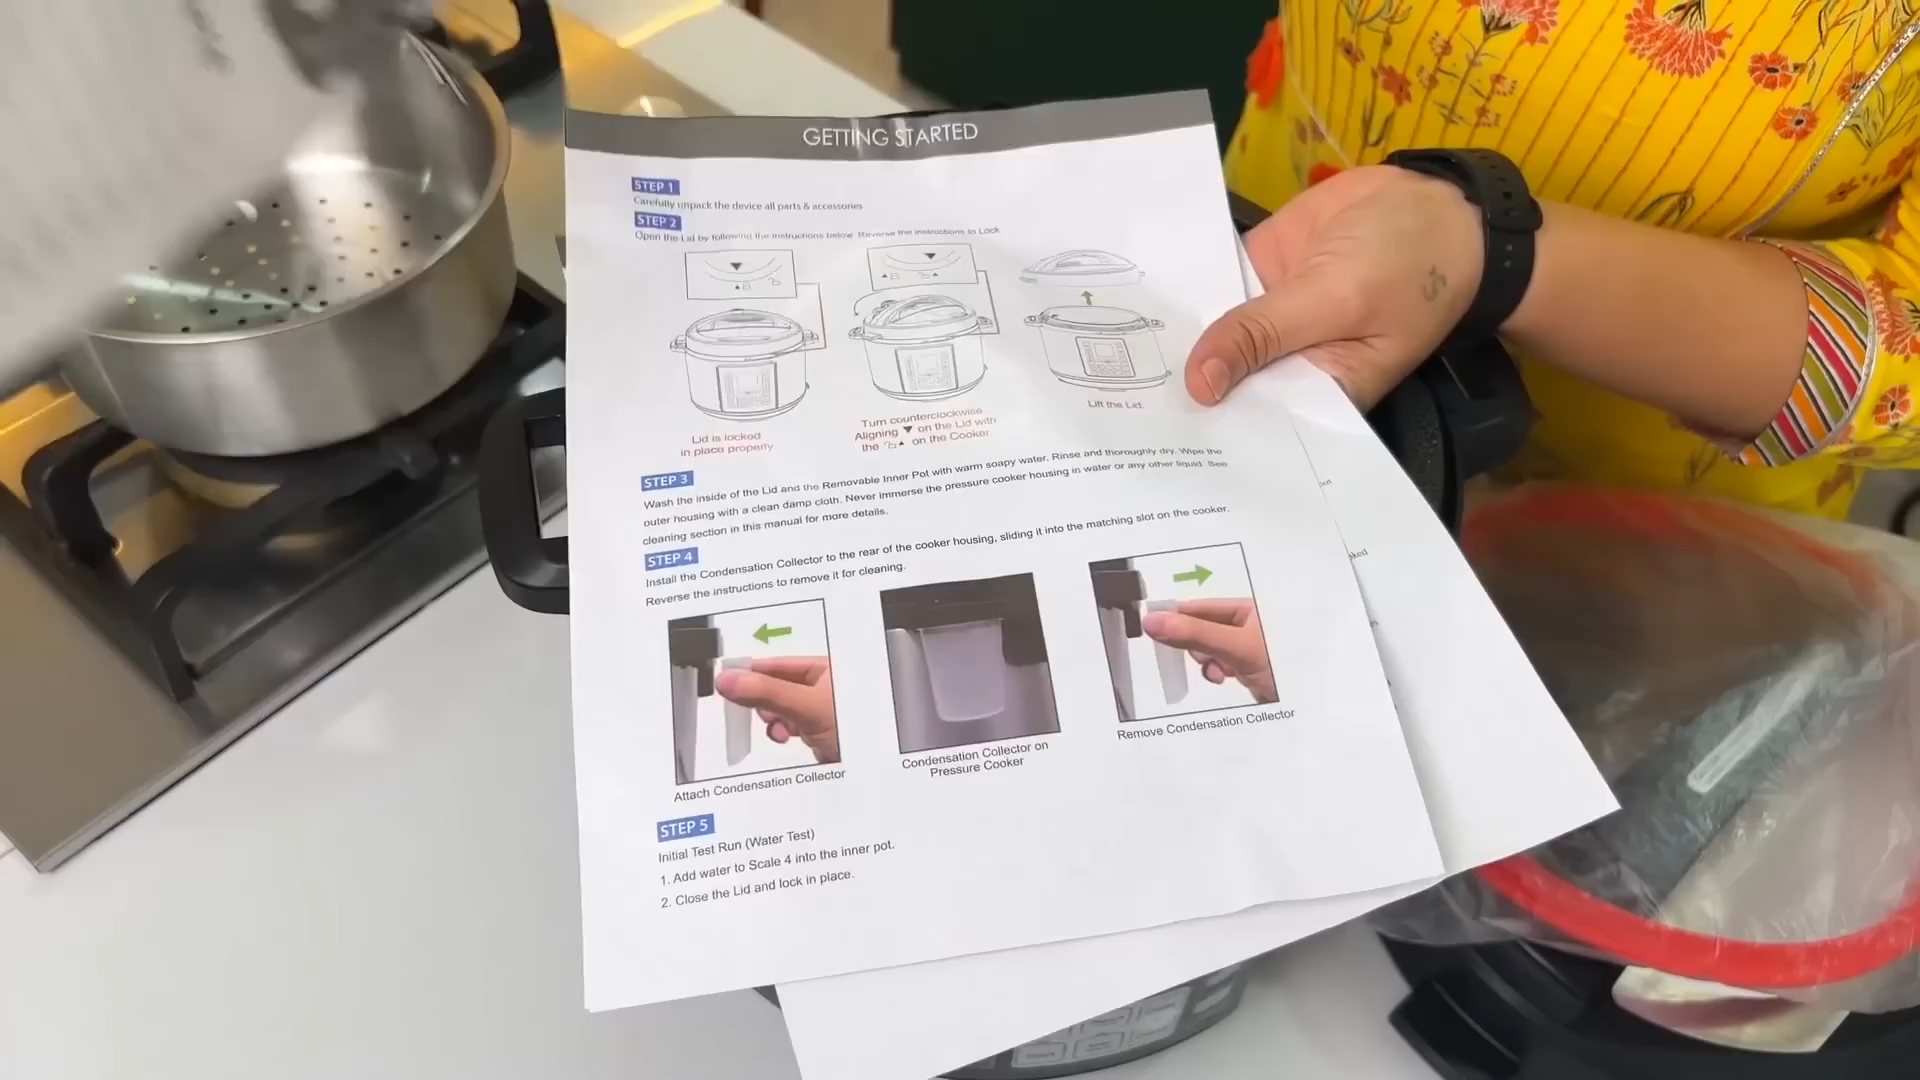 GETTING STARTED
STEP 1
Carefully unpack the device all parts & accessories
STEP 2
Open the Lid by following the instructions below. Reverse the instructions to Lock
Lid is locked
in place properly
Turn counterclockwise
Aligning ▼ on the Lid with
the ▲ on the Cooker
Lift the Lid.
STEP 3
Wash the inside of the Lid and the Removable Inner Pot with warm soapy water. Rinse and thoroughly dry. Wipe the
outer housing with a clean damp cloth. Never immerse the pressure cooker housing in water or any other liquid. See
cleaning section in this manual for more details.
STEP 4
Install the Condensation Collector to the rear of the cooker housing, sliding it into the matching slot on the cooker.
Reverse the instructions to remove it for cleaning.
Attach Condensation Collector
Condensation Collector on
Pressure Cooker
Remove Condensation Collector
STEP 5
Initial Test Run (Water Test)
1. Add water to Scale 4 into the inner pot.
2. Close the Lid and lock in place.